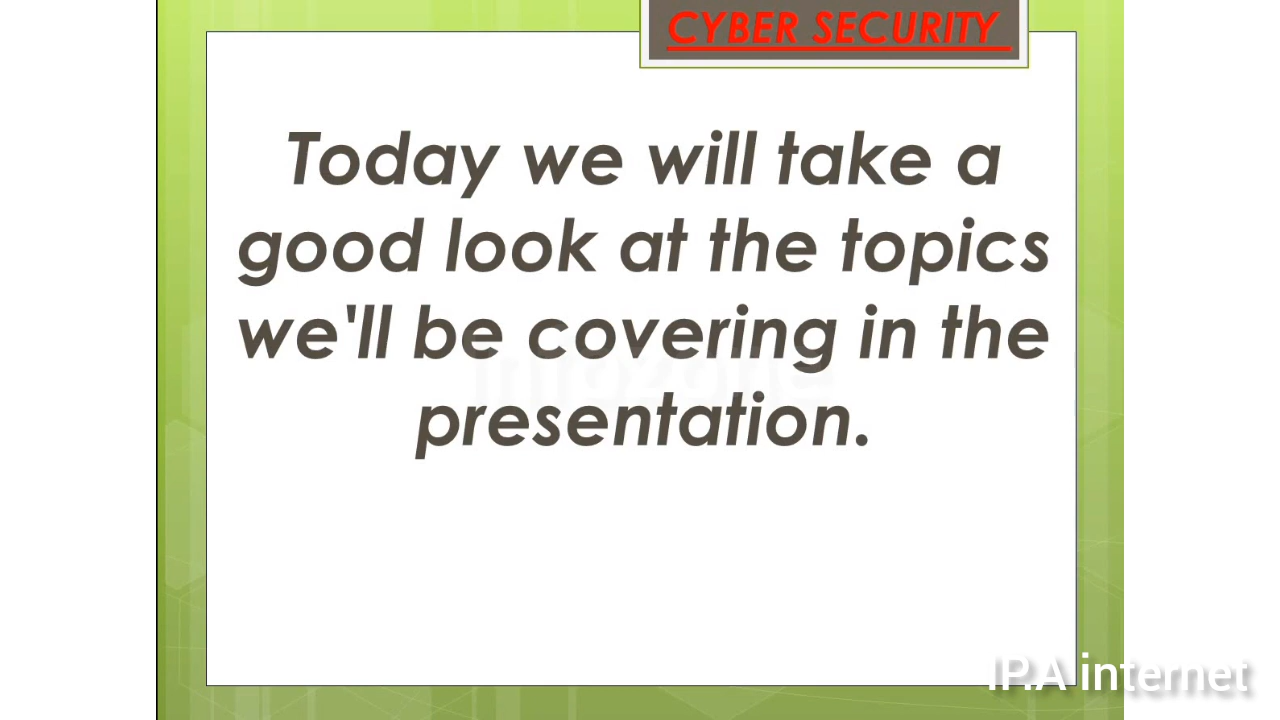 CYBER SECURITY
Today we will take a
good look at the topics
we'll be covering in the
presentation.
infozone
IP.A internet